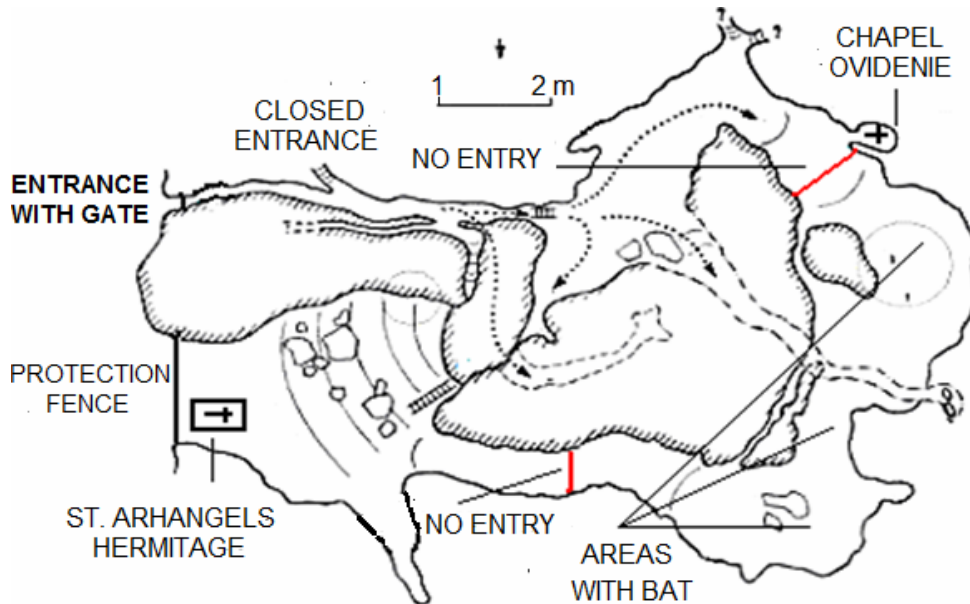 CHAPEL
OVIDENIE
1 2 m
CLOSED
ENTRANCE
NO ENTRY
ENTRANCE
WITH GATE
PROTECTION
FENCE
ST. ARHANGELS
HERMITAGE
NO ENTRY
AREAS
WITH BAT
? ?